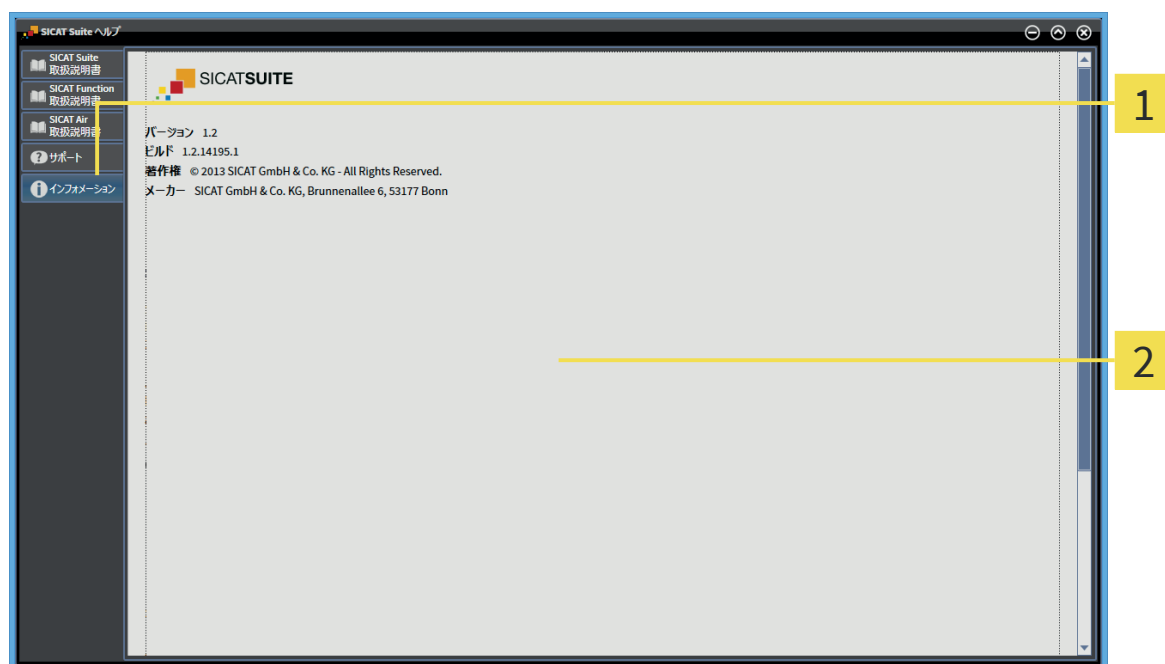 SICAT Suite ヘルプ
SICAT Suite
取扱説明書
SICAT Function
取扱説明書
SICAT Air
取扱説明書
サポート
インフォメーション
SICATSUITE
バージョン 1.2
ビルド 1.2.14195.1
著作権 © 2013 SICAT GmbH & Co. KG - All Rights Reserved.
メーカー SICAT GmbH & Co. KG, Brunnenallee 6, 53177 Bonn
1
2